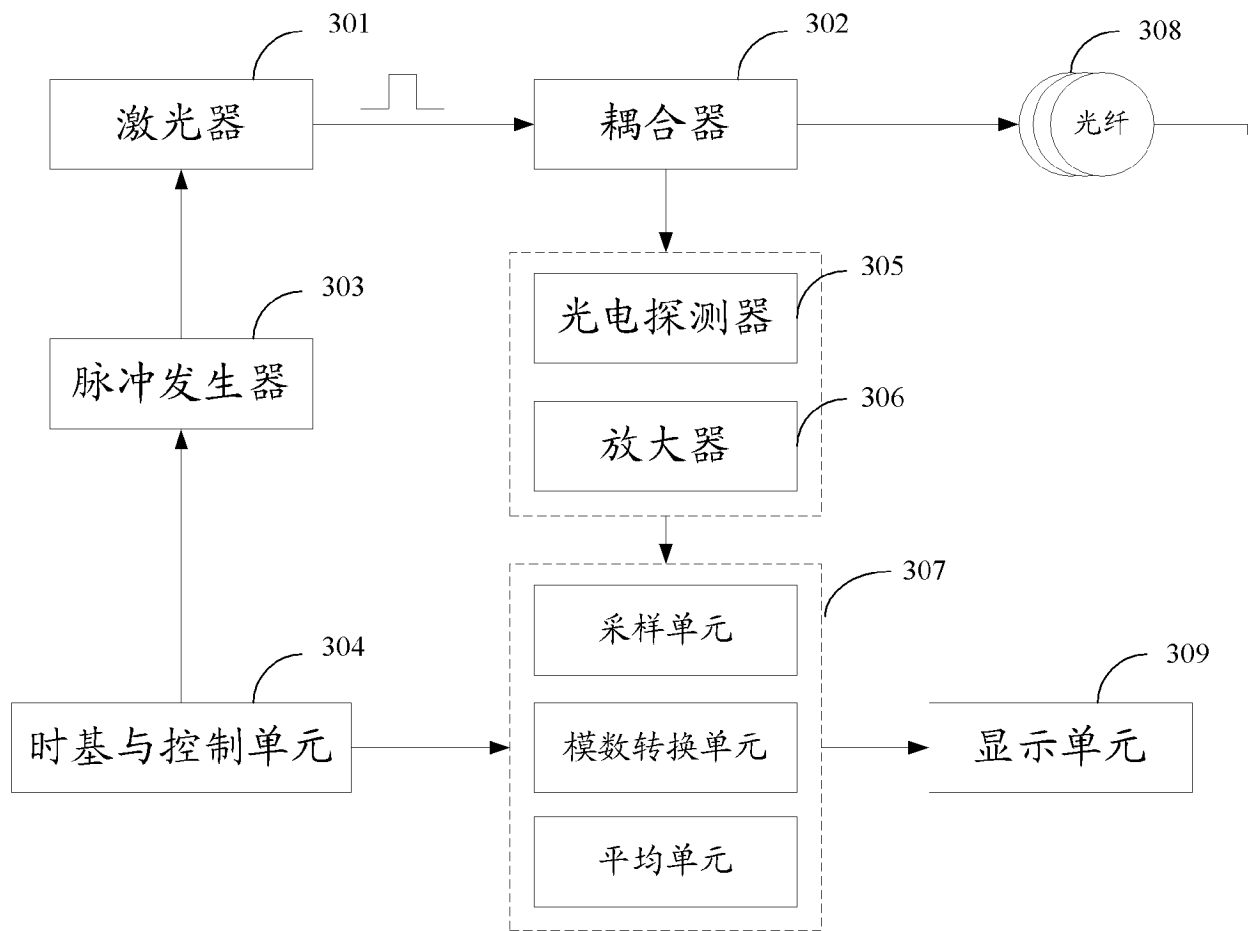 301
302
308
激光器
耦合器
光纤
303
305
光电探测器
脉冲发生器
306
放大器
307
采样单元
304
309
时基与控制单元
模数转换单元
显示单元
平均单元